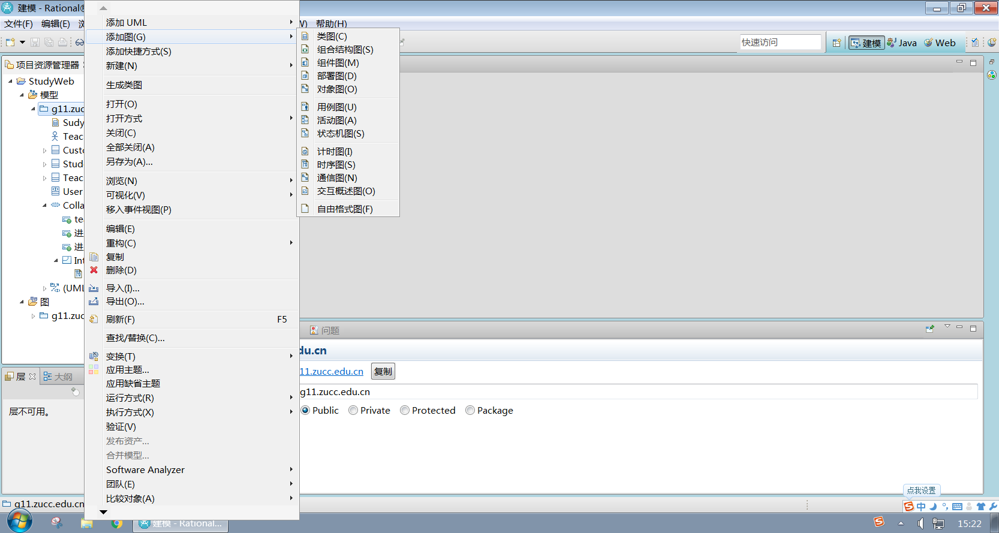 建模 - Rational®
文件(F) 编辑(E) 浏
W) 帮助(H)
快速访问
建模
Java
Web
项目资源管理器
StudyWeb
模型
g11.zuc
Sudy
Teac
Custo
Stud
Teac
User
Colla
te
进
进
Int
(UML
图
g11.zuc
层
大纲
层不可用。
g11.zucc.edu.cn
添加 UML
添加图(G)
添加快捷方式(S)
新建(N)
生成类图
打开(O)
打开方式
关闭(C)
全部关闭(A)
另存为(A)...
浏览(N)
可视化(V)
移入事件视图(P)
编辑(E)
重构(C)
复制
删除(D)
导入(I)...
导出(O)...
刷新(F) F5
查找/替换(C)...
变换(T)
应用主题...
应用缺省主题
运行方式(R)
执行方式(X)
验证(V)
发布资产...
合并模型...
Software Analyzer
团队(E)
比较对象(A)
类图(C)
组合结构图(S)
组件图(M)
部署图(D)
对象图(O)
用例图(U)
活动图(A)
状态机图(S)
计时图(I)
时序图(S)
通信图(N)
交互概述图(O)
自由格式图(F)
问题
du.cn
11.zucc.edu.cn
复制
g11.zucc.edu.cn
Public Private Protected Package
点我设置
中
建模 - Rational...
15:22